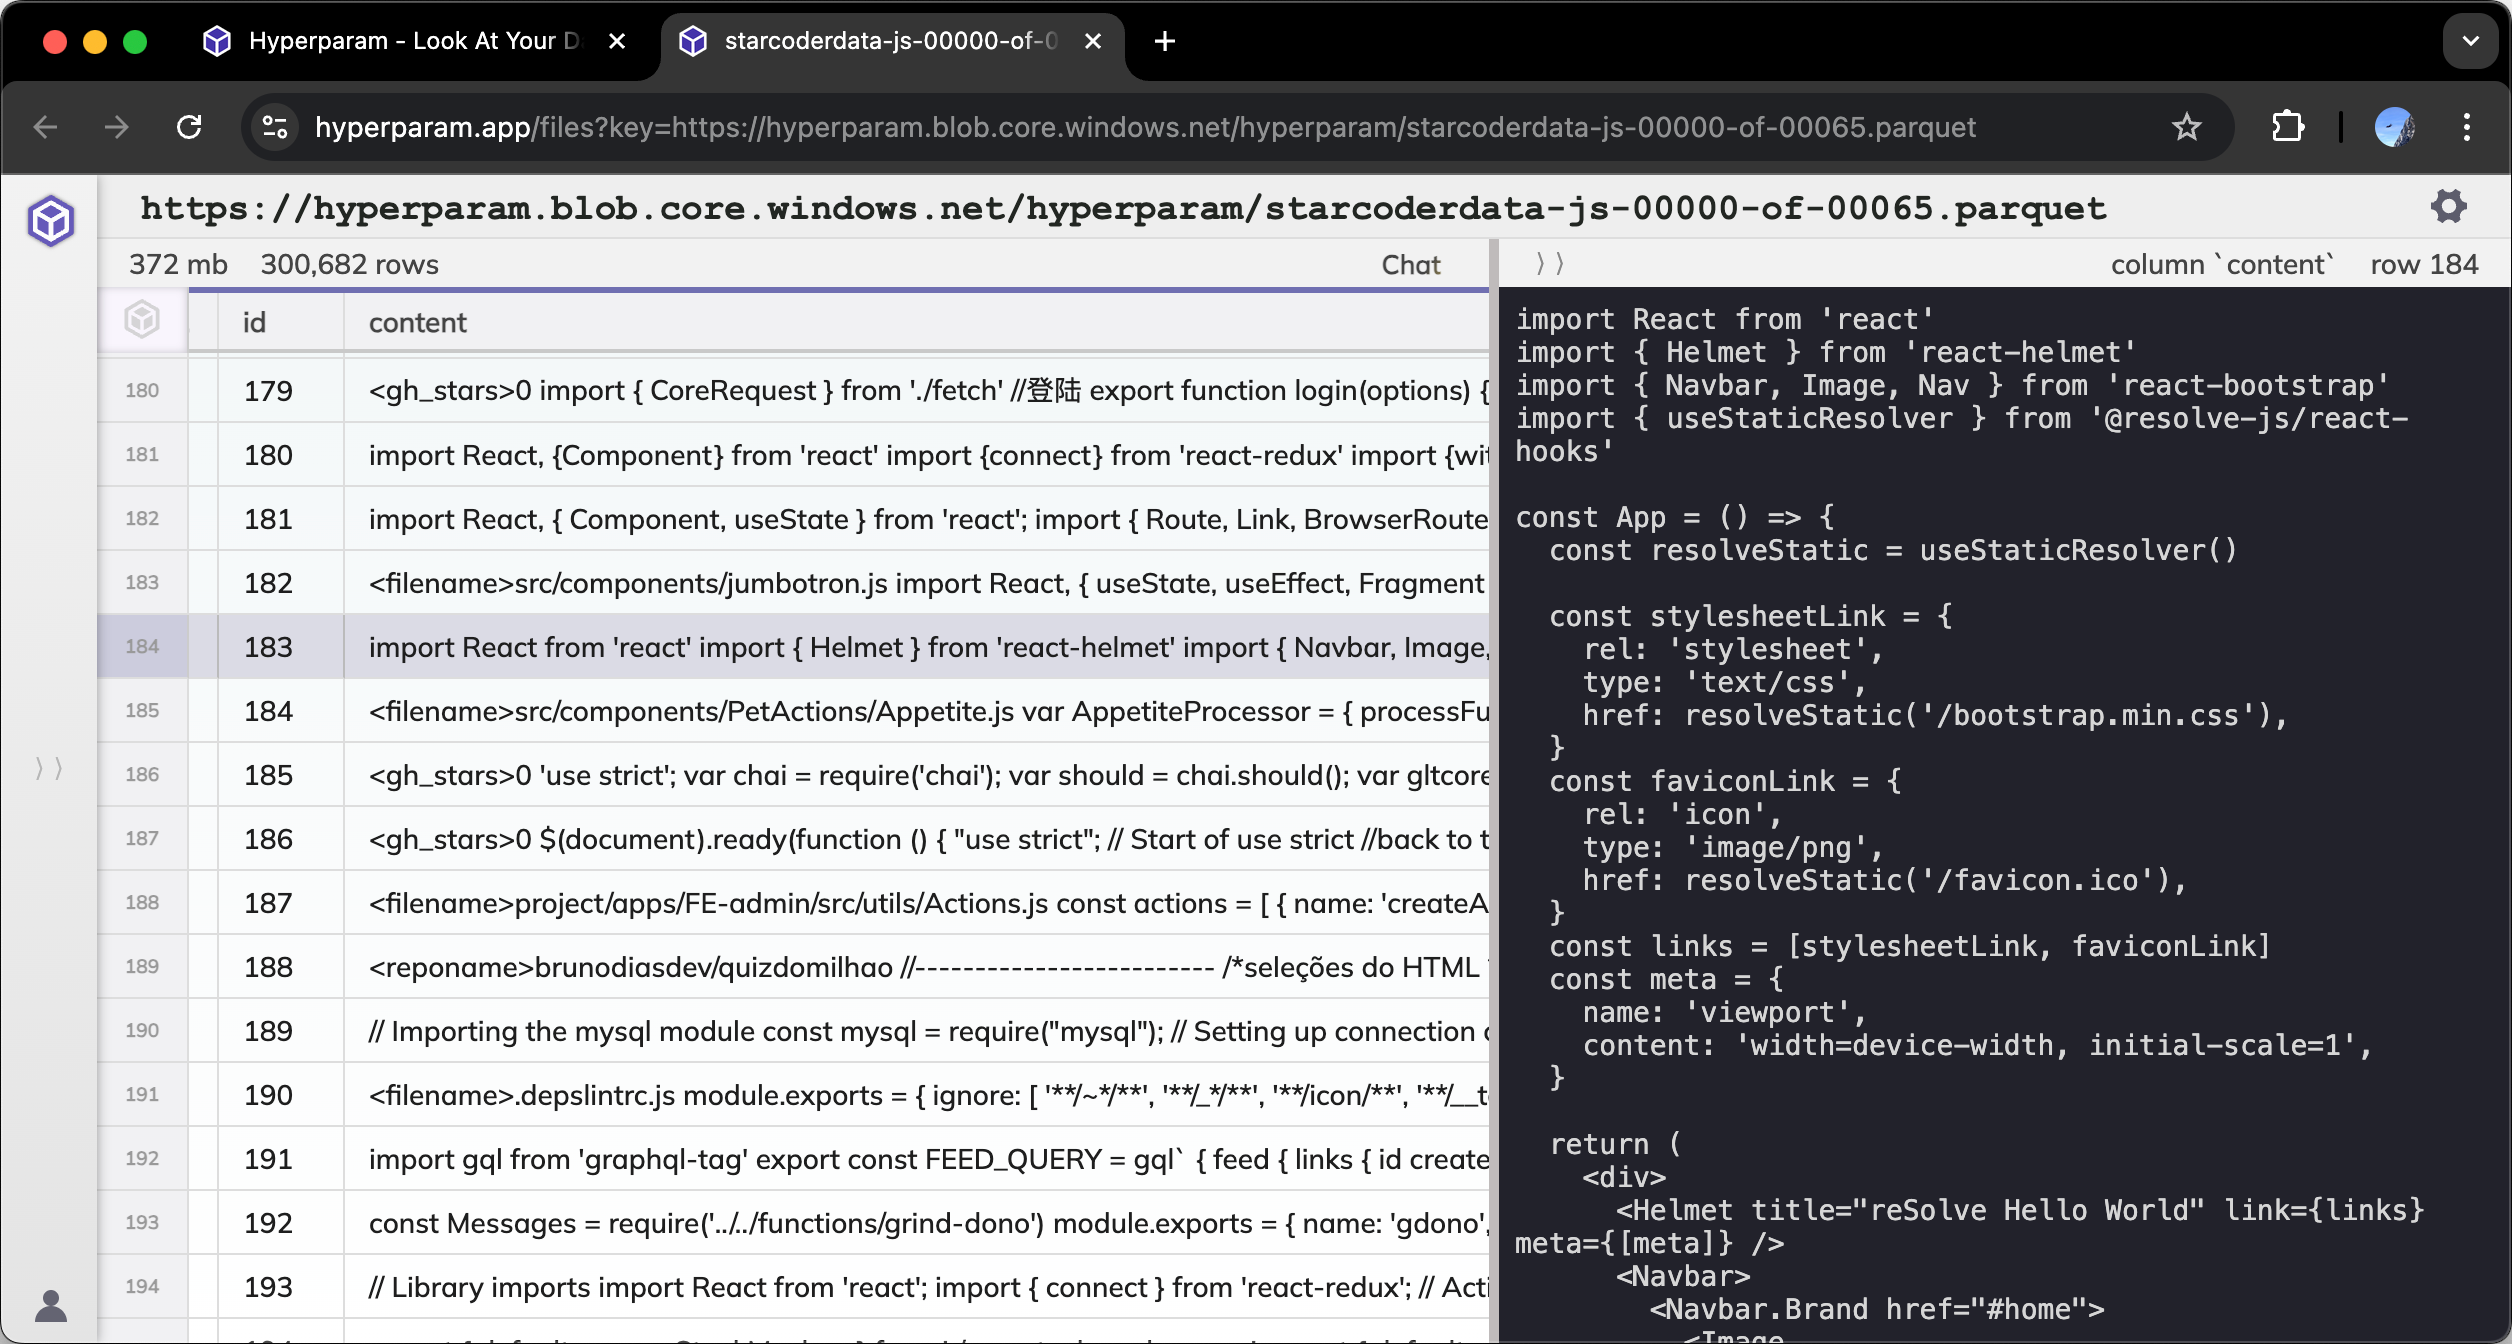 Hyperparam - Look At Your D
starcoderdata-js-00000-of-0
hyperparam.app/files?key=https://hyperparam.blob.core.windows.net/hyperparam/starcoderdata-js-00000-of-00065.parquet
https://hyperparam.blob.core.windows.net/hyperparam/starcoderdata-js-00000-of-00065.parquet
372 mb 300,682 rows Chat
id content
180 179 <gh_stars>0 import { CoreRequest } from './fetch' //登陆 export function login(options) {
181 180 import React, {Component} from 'react' import {connect} from 'react-redux' import {wit
182 181 import React, { Component, useState } from 'react'; import { Route, Link, BrowserRoute
183 182 <filename>src/components/jumbotron.js import React, { useState, useEffect, Fragment
184 183 import React from 'react' import { Helmet } from 'react-helmet' import { Navbar, Image,
185 184 <filename>src/components/PetActions/Appetite.js var AppetiteProcessor = { processFu
186 185 <gh_stars>0 'use strict'; var chai = require('chai'); var should = chai.should(); var gltcore
187 186 <gh_stars>0 $(document).ready(function () { "use strict"; // Start of use strict //back to t
188 187 <filename>project/apps/FE-admin/src/utils/Actions.js const actions = [ { name: 'createA
189 188 <reponame>brunodiasdev/quizdomilhao //------------------------- /*seleções do HTML
190 189 // Importing the mysql module const mysql = require("mysql"); // Setting up connection
191 190 <filename>.depslintrc.js module.exports = { ignore: [ '**/~*/**', '**/_*/**', '**/icon/**', '**/__t
192 191 import gql from 'graphql-tag' export const FEED_QUERY = gql` { feed { links { id create
193 192 const Messages = require('../../functions/grind-dono') module.exports = { name: 'gdono',
194 193 // Library imports import React from 'react'; import { connect } from 'react-redux'; // Acti
column `content` row 184
import React from 'react'
import { Helmet } from 'react-helmet'
import { Navbar, Image, Nav } from 'react-bootstrap'
import { useStaticResolver } from '@resolve-js/react-
hooks'
const App = () => {
const resolveStatic = useStaticResolver()
const stylesheetLink = {
rel: 'stylesheet',
type: 'text/css',
href: resolveStatic('/bootstrap.min.css'),
}
const faviconLink = {
rel: 'icon',
type: 'image/png',
href: resolveStatic('/favicon.ico'),
}
const links = [stylesheetLink, faviconLink]
const meta = {
name: 'viewport',
content: 'width=device-width, initial-scale=1',
}
return (
<div>
<Helmet title="reSolve Hello World" link={links}
meta={[meta]} />
<Navbar>
<Navbar.Brand href="#home">
<Image